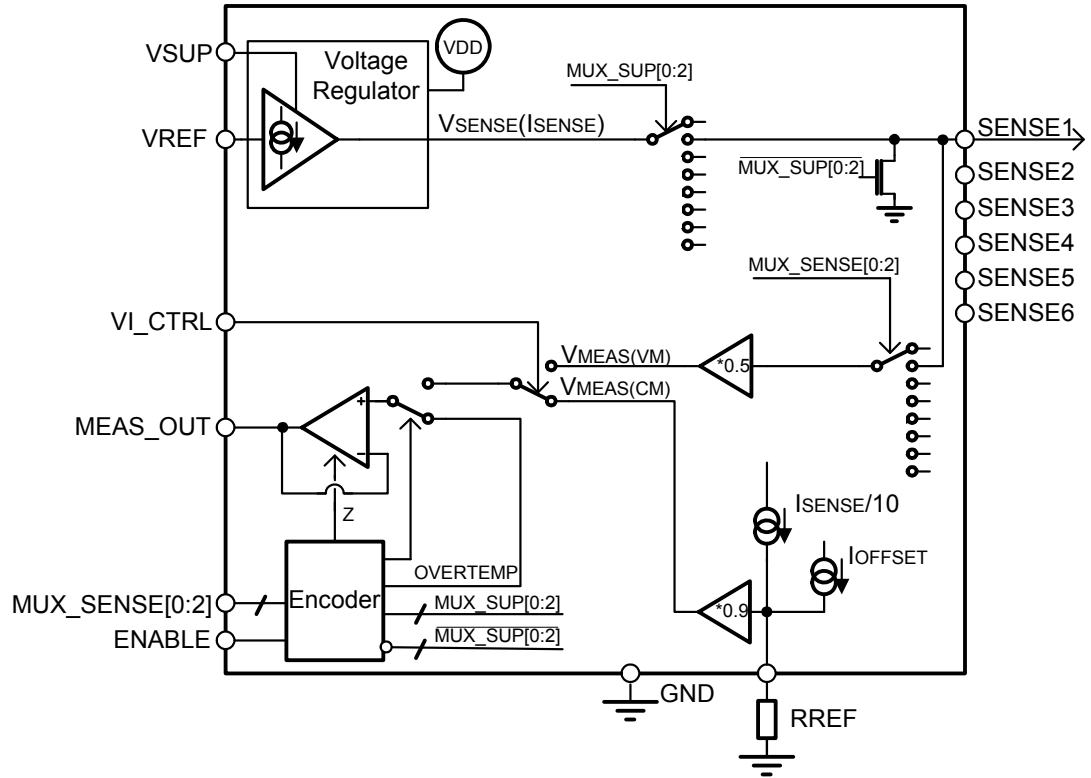 VSUP
Voltage
Regulator
VDD
MUX_SUP[0:2]
VREF
VSENSE(ISENSE)
SENSE1
MUX_SUP[0:2]
SENSE2
SENSE3
SENSE4
MUX_SENSE[0:2]
SENSE5
SENSE6
VI_CTRL
VMEAS(VM)
*0.5
VMEAS(CM)
+
MEAS_OUT
–
ISENSE/10
Z
IOFFSET
OVERTEMP
MUX_SENSE[0:2]
Encoder
MUX_SUP[0:2]
*0.9
ENABLE
MUX_SUP[0:2]
GND
RREF